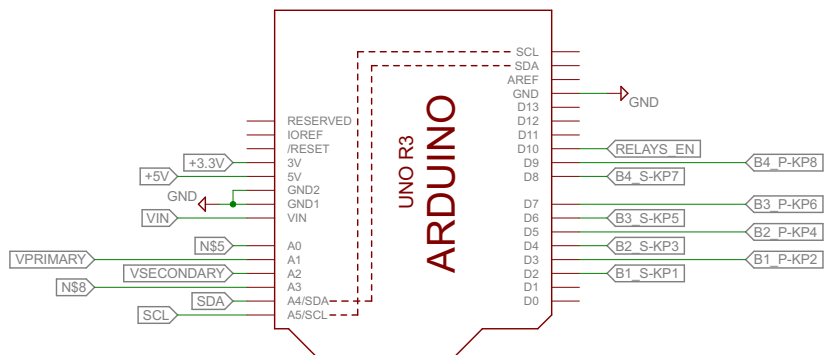 SCL
SDA
AREF
GND
GND
D13
RESERVED
D12
IOREF
D11
/RESET
D10
RELAYS_EN
+3.3V
3V
D9
B4_P-KP8
+5V
5V
D8
B4_S-KP7
GND2
GND
GND1
D7
B3_P-KP6
VIN
VIN
D6
B3_S-KP5
D5
B2_P-KP4
N$5
A0
D4
B2_S-KP3
VPRIMARY
A1
D3
B1_P-KP2
VSECONDARY
A2
D2
B1_S-KP1
N$8
A3
D1
SDA
A4/SDA
D0
SCL
A5/SCL
UNO R3
ARDUINO